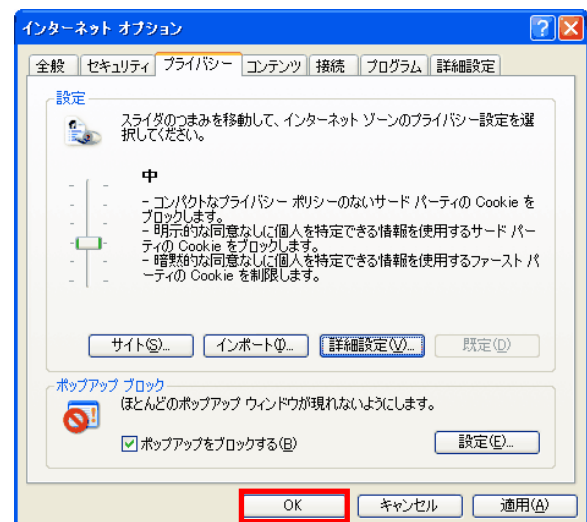 インターネット オプション
全般 セキュリティ プライバシー コンテンツ 接続 プログラム 詳細設定
設定
スライダのつまみを移動して、インターネット ゾーンのプライバシー設定を選
択してください。
中
- コンパクトなプライバシー ポリシーのないサード パーティの Cookie を
ブロックします。
- 明示的な同意なしに個人を特定できる情報を使用するサード パー
ティの Cookie をブロックします。
- 暗黙的な同意なしに個人を特定できる情報を使用するファースト パ
ーティの Cookie を制限します。
サイト(S)... インポート(I)... 詳細設定(V)... 既定(D)
ポップアップ ブロック
ほとんどのポップアップ ウィンドウが現れないようにします。
ポップアップをブロックする(B) 設定(E)...
OK キャンセル 適用(A)